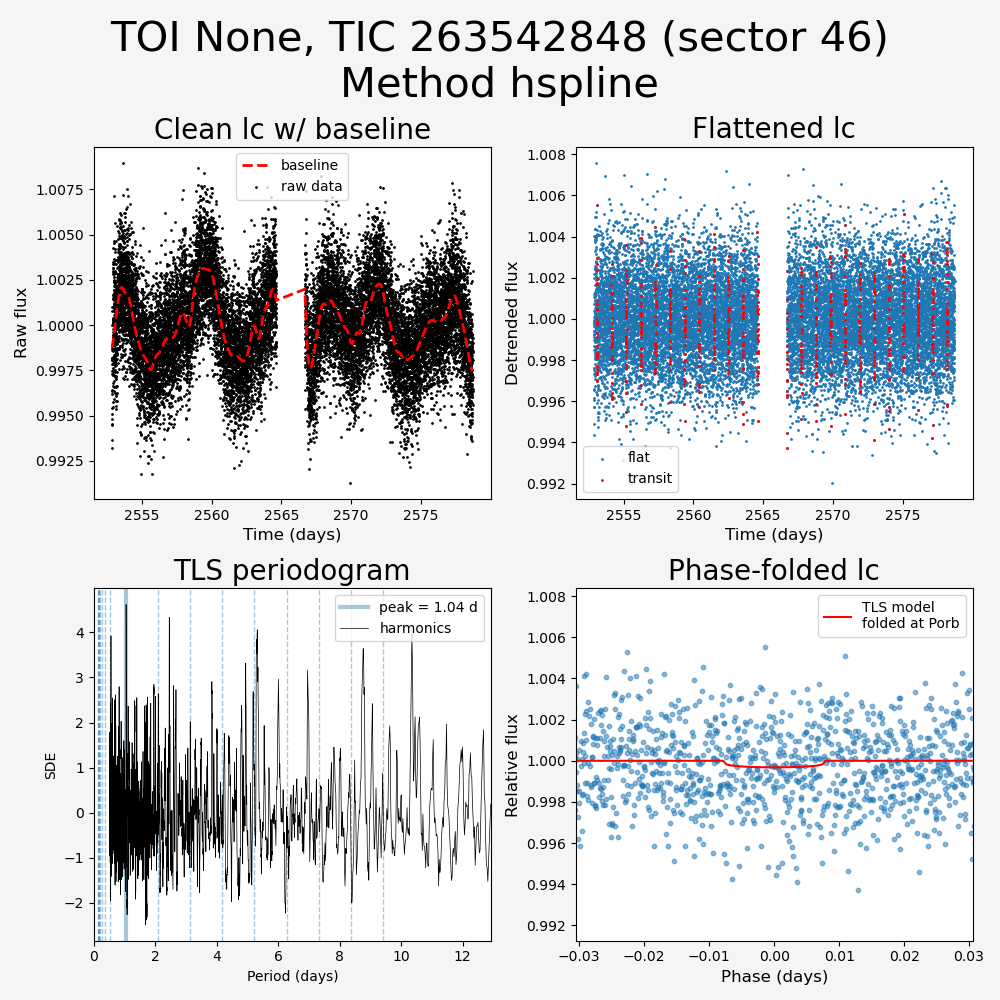 TOI None, TIC 263542848 (sector 46)
Method hspline
Clean lc w/ baseline
baseline
raw data
Raw flux
1.0075
1.0050
1.0025
1.0000
0.9975
0.9950
0.9925
2555
2560
2565
2570
2575
Time (days)
Flattened lc
Detrended flux
1.008
1.006
1.004
1.002
1.000
0.998
0.996
0.994
0.992
flat
transit
2555
2560
2565
2570
2575
Time (days)
TLS periodogram
peak = 1.04 d
harmonics
SDE
4
3
2
1
0
−1
−2
0
2
4
6
8
10
12
Period (days)
Phase-folded lc
TLS model
folded at Porb
Relative flux
1.008
1.006
1.004
1.002
1.000
0.998
0.996
0.994
0.992
−0.03
−0.02
−0.01
0.00
0.01
0.02
0.03
Phase (days)